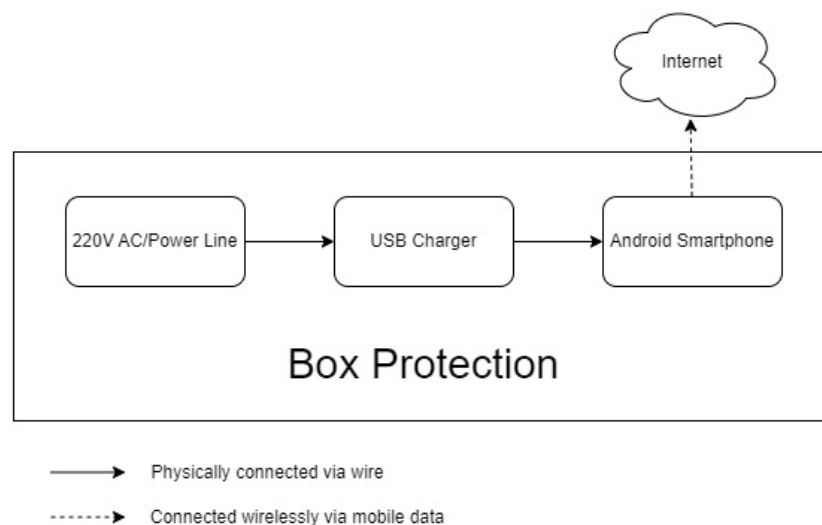 Internet
220V AC/Power Line
USB Charger
Android Smartphone
Box Protection
Physically connected via wire
Connected wirelessly via mobile data